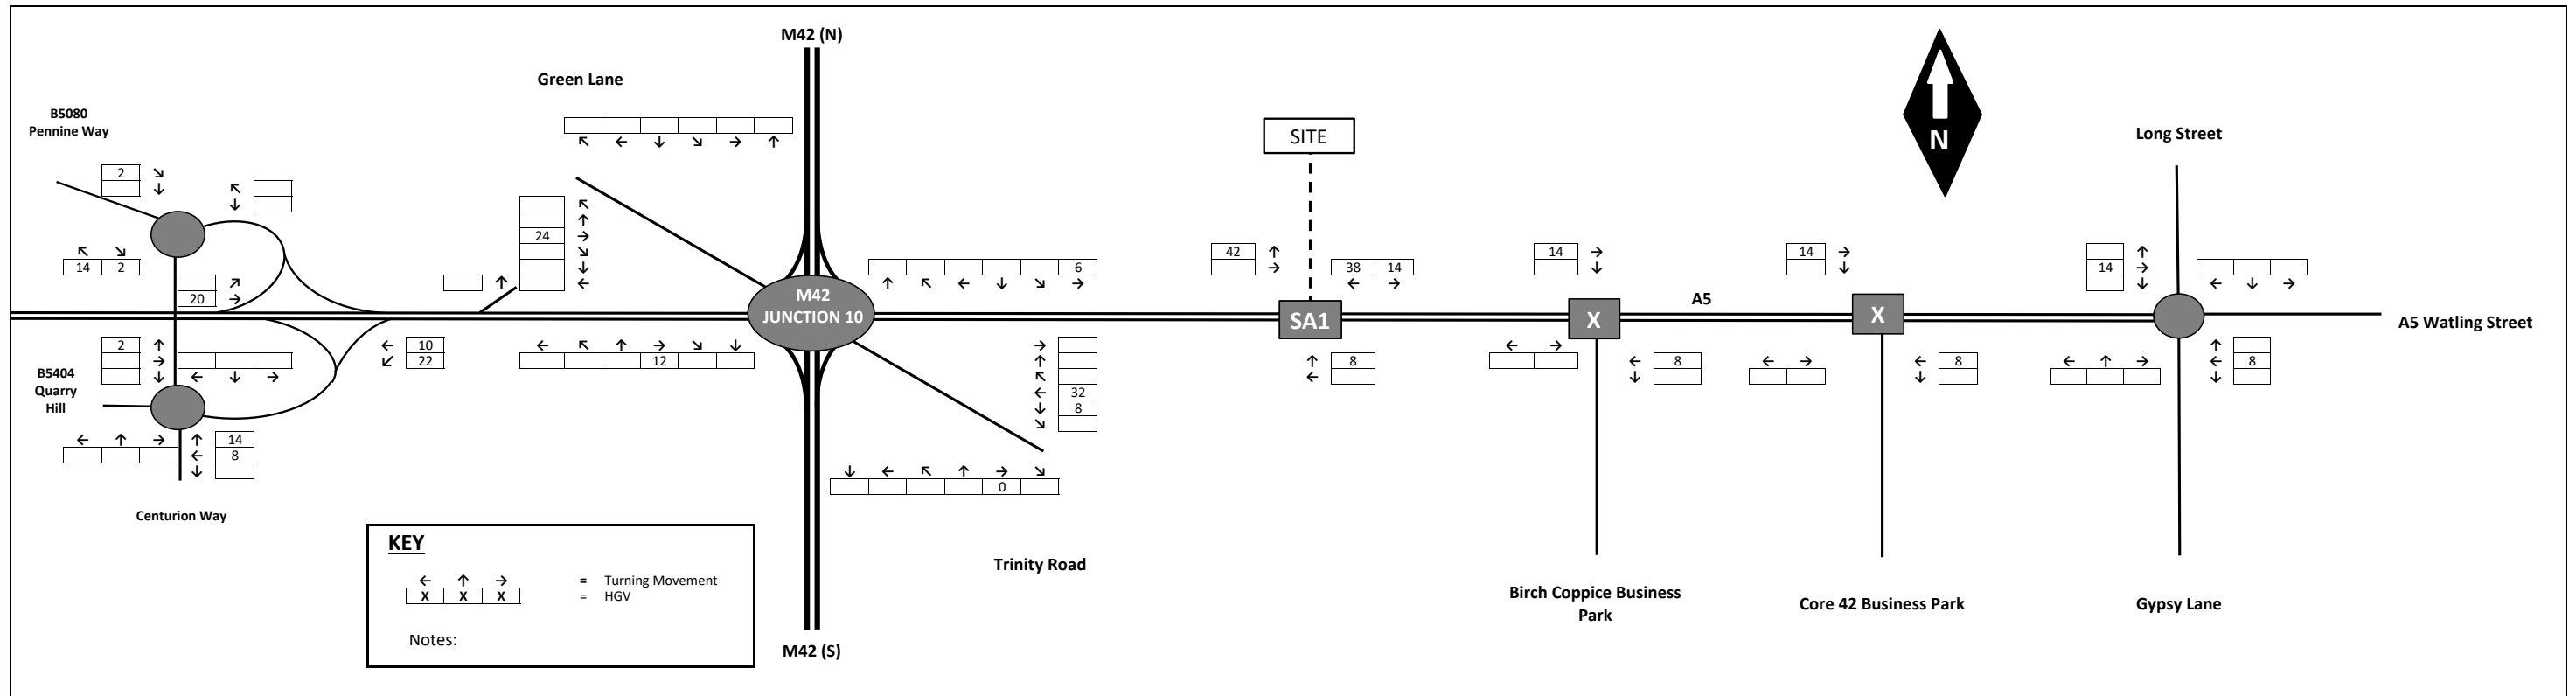 M42 (N)
Green Lane
B5080
Pennine Way
SITE
N
Long Street
2
↘
↓
↖
↓
↖ ← ↓ ↘ → ↑
↖ ↘
14 2
↗
20 →
↖
↑
24 →
↘
↓
←
↑
6
↑ ↖ ← ↓ ↘ →
42 ↑
→
38 14
← →
14 →
↓
14 →
↓
↑
14 →
↓
← ↓ →
M42
JUNCTION 10
SA1
X
A5
X
A5 Watling Street
2 ↑
→
↓
← ↓ →
← 10
↙ 22
← ↖ ↑ → ↘ ↓
12
→
↑
↖
← 32
↓ 8
↘
↑ 8
←
← →
← 8
↓
← →
← 8
↓
← ↑ →
↑
← 8
↓
B5404
Quarry
Hill
← ↑ →
↑ 14
← 8
↓
↓ ← ↖ ↑ → ↘
0
Centurion Way
KEY
← ↑ → = Turning Movement
X X X = HGV
Notes:
Trinity Road
Birch Coppice Business
Park
Core 42 Business Park
Gypsy Lane
M42 (S)